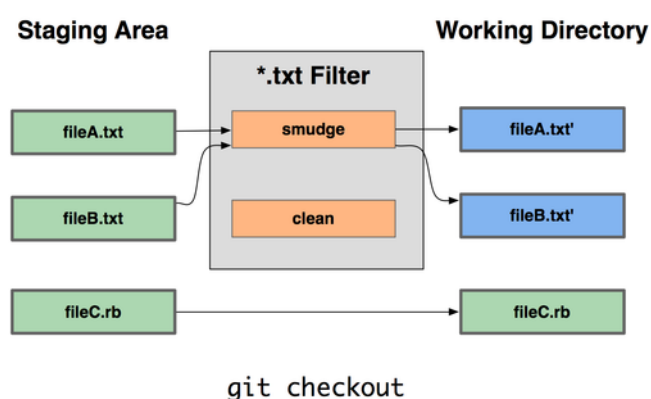 Staging Area
Working Directory
*.txt Filter
fileA.txt
smudge
fileA.txt'
fileB.txt
clean
fileB.txt'
fileC.rb
fileC.rb
git checkout